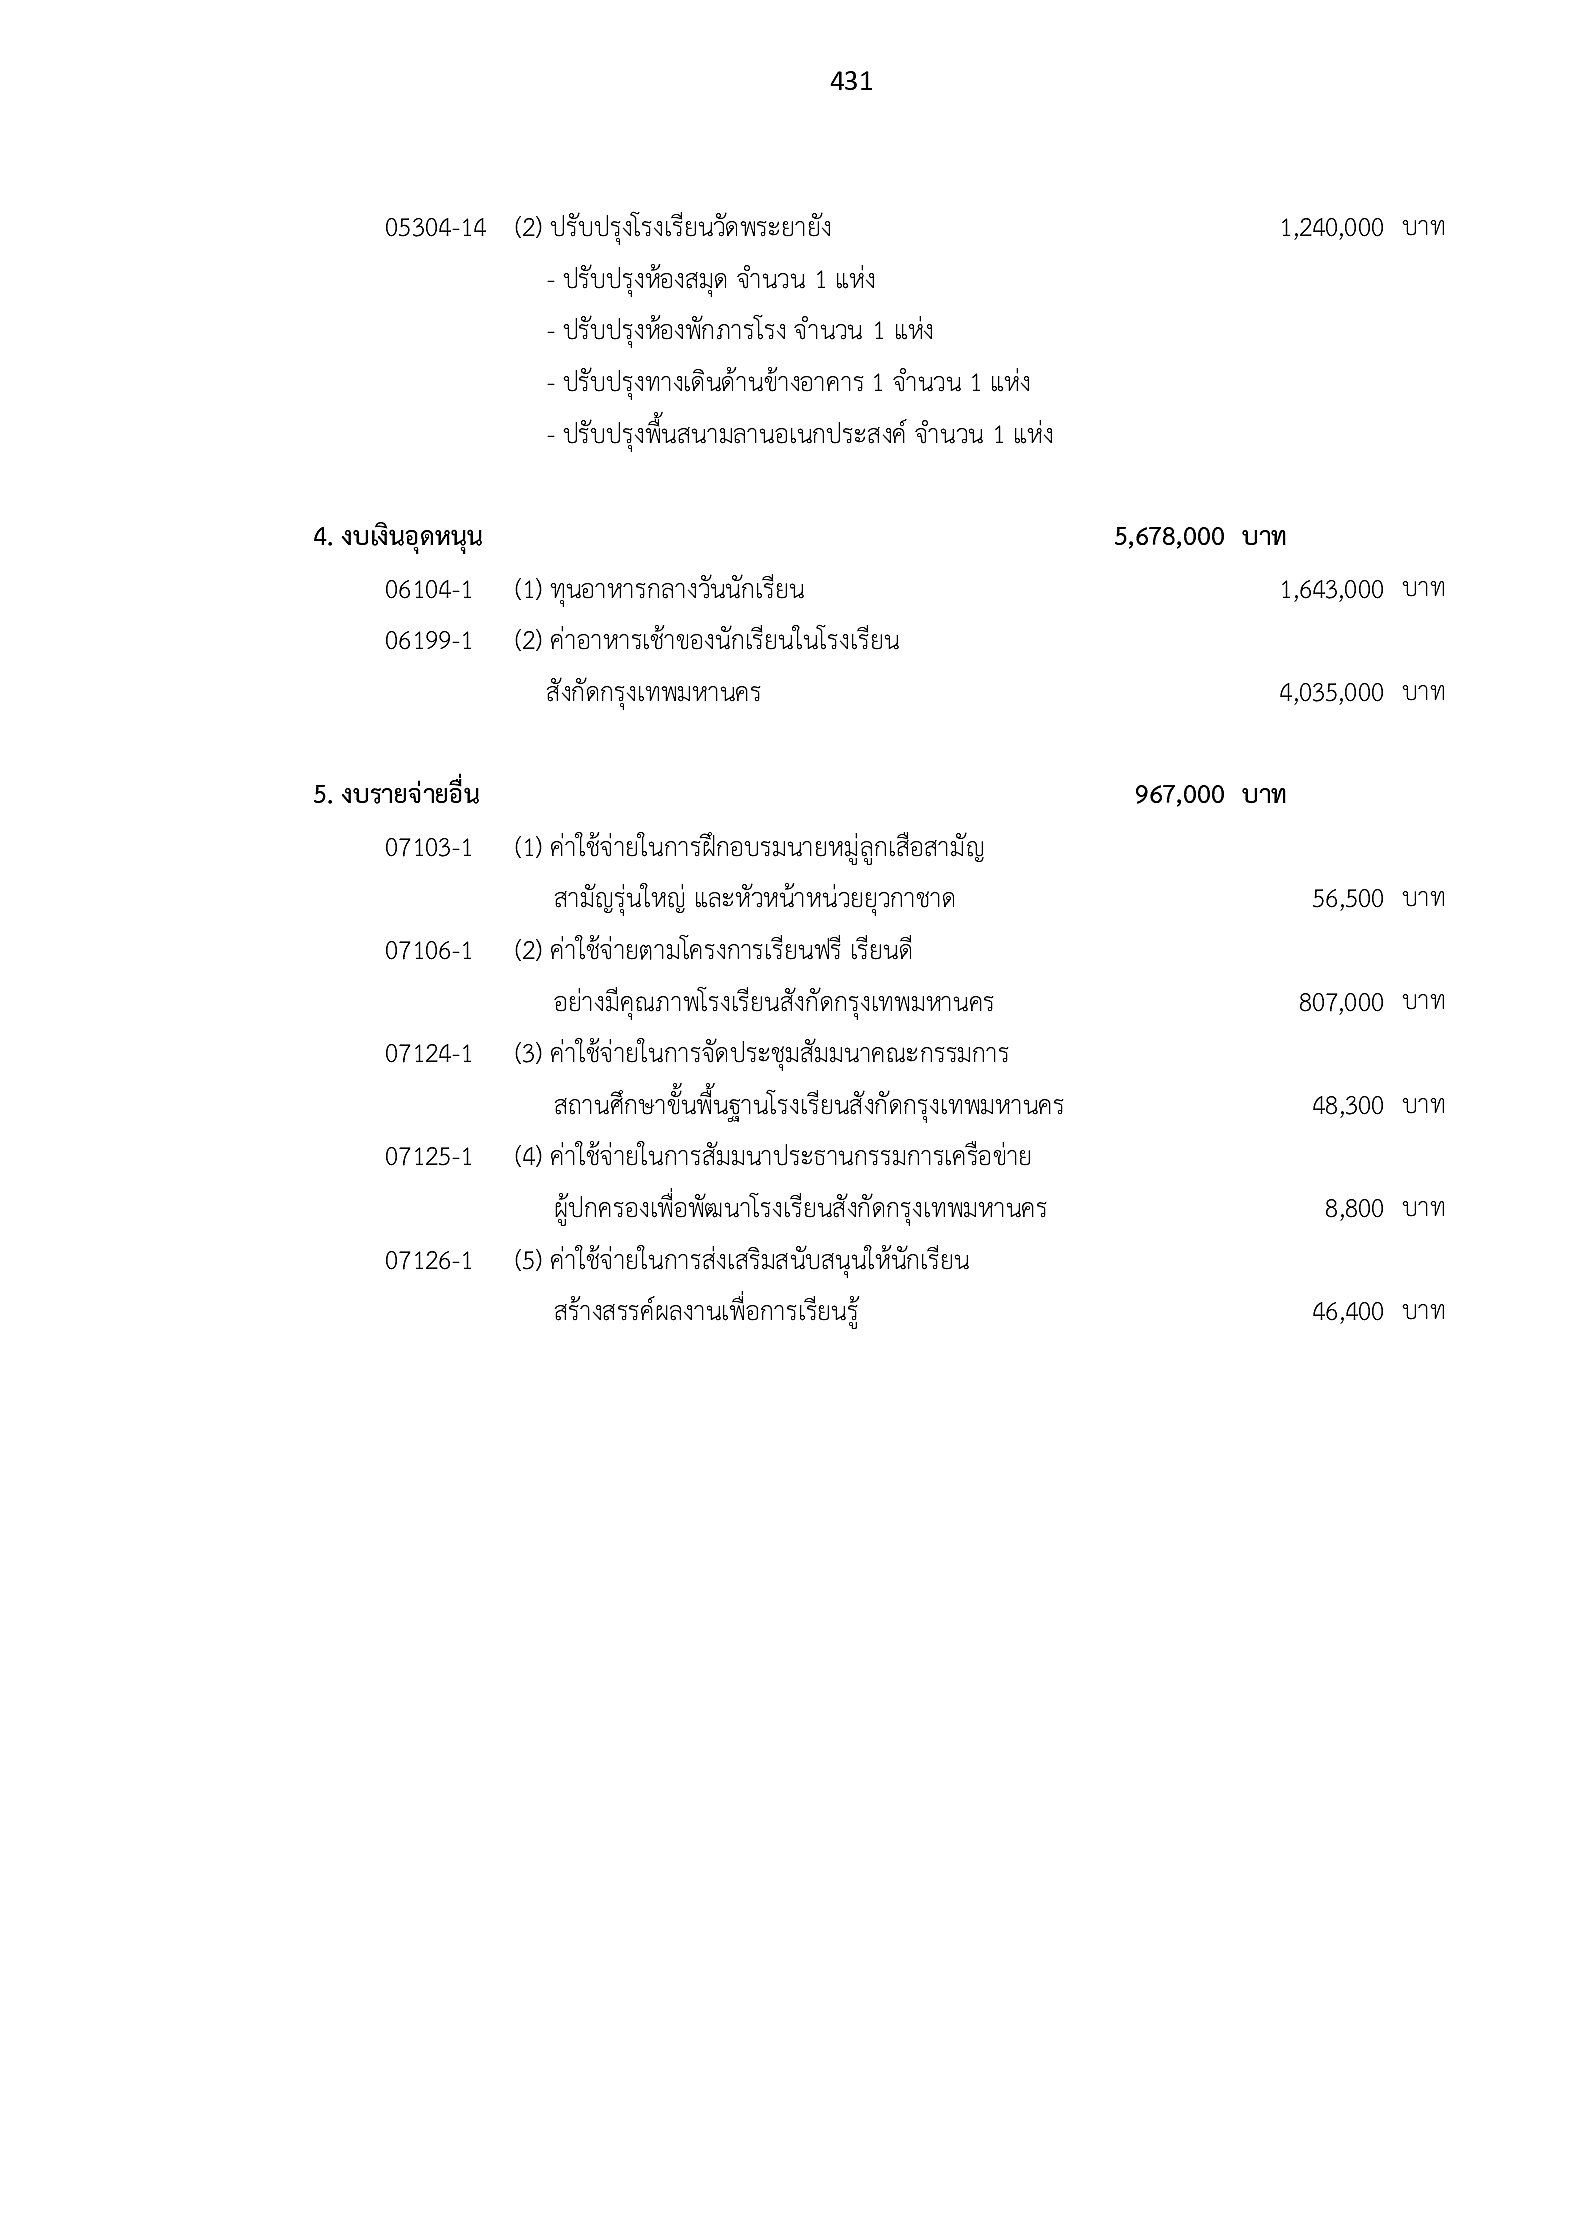 431
05304-14 (2) ปรับปรุงโรงเรียนวัดพระยายัง 1,240,000 บาท
- ปรับปรุงห้องสมุด จำนวน 1 แห่ง
- ปรับปรุงห้องพักภารโรง จำนวน 1 แห่ง
- ปรับปรุงทางเดินด้านข้างอาคาร 1 จำนวน 1 แห่ง
- ปรับปรุงพื้นสนามลานอเนกประสงค์ จำนวน 1 แห่ง
4. งบเงินอุดหนุน 5,678,000 บาท
06104-1 (1) ทุนอาหารกลางวันนักเรียน 1,643,000 บาท
06199-1 (2) ค่าอาหารเช้าของนักเรียนในโรงเรียน
สังกัดกรุงเทพมหานคร 4,035,000 บาท
5. งบรายจ่ายอื่น 967,000 บาท
07103-1 (1) ค่าใช้จ่ายในการฝึกอบรมนายหมู่ลูกเสือสามัญ
สามัญรุ่นใหญ่ และหัวหน้าหน่วยยุวกาชาด 56,500 บาท
07106-1 (2) ค่าใช้จ่ายตามโครงการเรียนฟรี เรียนดี
อย่างมีคุณภาพโรงเรียนสังกัดกรุงเทพมหานคร 807,000 บาท
07124-1 (3) ค่าใช้จ่ายในการจัดประชุมสัมมนาคณะกรรมการ
สถานศึกษาขั้นพื้นฐานโรงเรียนสังกัดกรุงเทพมหานคร 48,300 บาท
07125-1 (4) ค่าใช้จ่ายในการสัมมนาประธานกรรมการเครือข่าย
ผู้ปกครองเพื่อพัฒนาโรงเรียนสังกัดกรุงเทพมหานคร 8,800 บาท
07126-1 (5) ค่าใช้จ่ายในการส่งเสริมสนับสนุนให้นักเรียน
สร้างสรรค์ผลงานเพื่อการเรียนรู้ 46,400 บาท